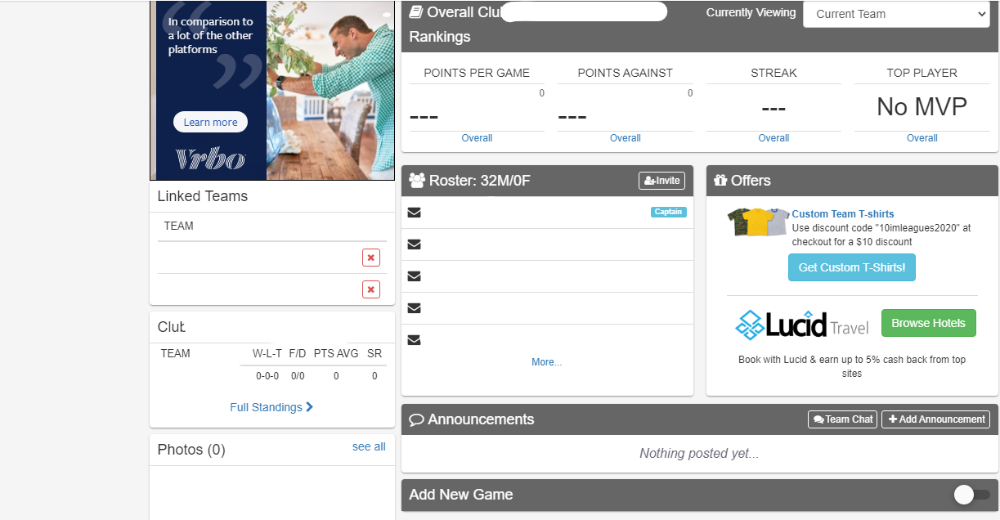 In comparison to
a lot of the other
platforms
Learn more
Vrbo
Linked Teams
TEAM
Club
TEAM W-L-T F/D PTS AVG SR
0-0-0 0/0 0 0
Full Standings
Photos (0)
see all
Overall Clu
Rankings
Currently Viewing
Current Team
POINTS PER GAME
0
---
Overall
POINTS AGAINST
0
---
Overall
STREAK
---
Overall
TOP PLAYER
No MVP
Overall
Roster: 32M/0F
Invite
Captain
More...
Offers
Custom Team T-shirts
Use discount code "10imleagues2020" at
checkout for a $10 discount
Get Custom T-Shirts!
Lucid Travel
Browse Hotels
Book with Lucid & earn up to 5% cash back from top
sites
Announcements
Team Chat
Add Announcement
Nothing posted yet...
Add New Game